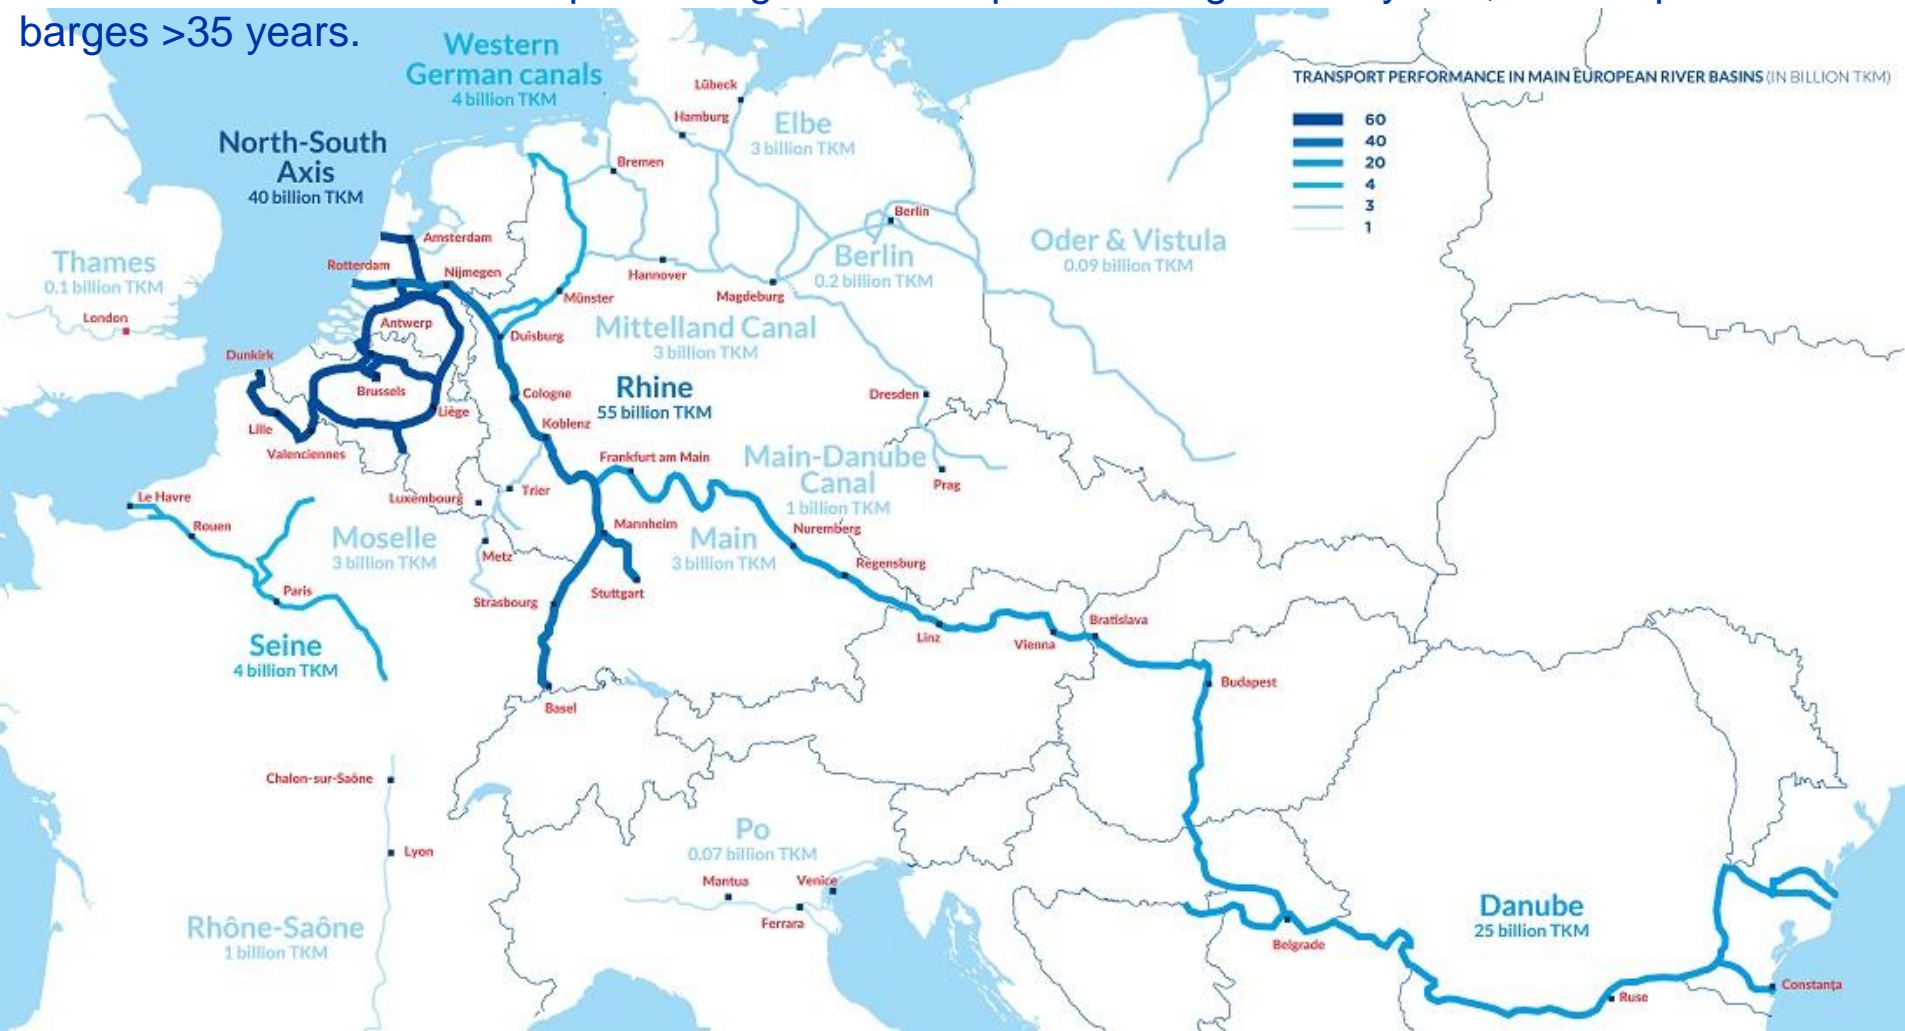 barges >35 years.
Western
German canals
4 billion TKM
TRANSPORT PERFORMANCE IN MAIN EUROPEAN RIVER BASINS (IN BILLION TKM)
60
40
20
4
3
1
North-South
Axis
40 billion TKM
Lübeck
Hamburg
Elbe
3 billion TKM
Bremen
Berlin
Amsterdam
Thames
0.1 billion TKM
London
Rotterdam
Nijmegen
Hannover
Berlin
0.2 billion TKM
Oder & Vistula
0.09 billion TKM
Magdeburg
Münster
Antwerp
Duisburg
Mittelland Canal
3 billion TKM
Dunkirk
Brussels
Liège
Cologne
Rhine
55 billion TKM
Dresden
Lille
Valenciennes
Koblenz
Frankfurt am Main
Main-Danube
Canal
1 billion TKM
Prag
Le Havre
Rouen
Luxembourg
Trier
Moselle
3 billion TKM
Metz
Mannheim
Main
3 billion TKM
Nuremberg
Regensburg
Paris
Strasbourg
Stuttgart
Seine
4 billion TKM
Linz
Vienna
Bratislava
Budapest
Basel
Chalon-sur-Saône
Lyon
Po
0.07 billion TKM
Mantua
Venice
Ferrara
Rhône-Saône
1 billion TKM
Danube
25 billion TKM
Belgrade
Ruse
Constanța